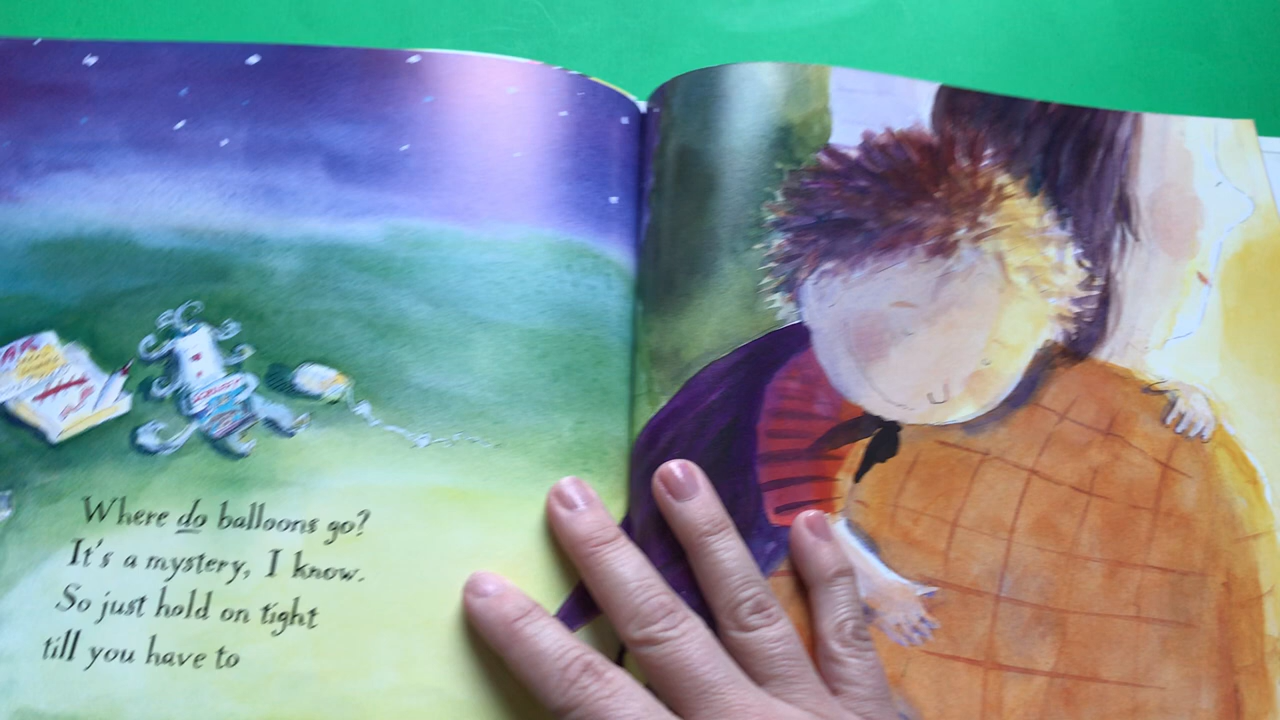 Where do balloons go?
It's a mystery, I know.
So just hold on tight
till you have to